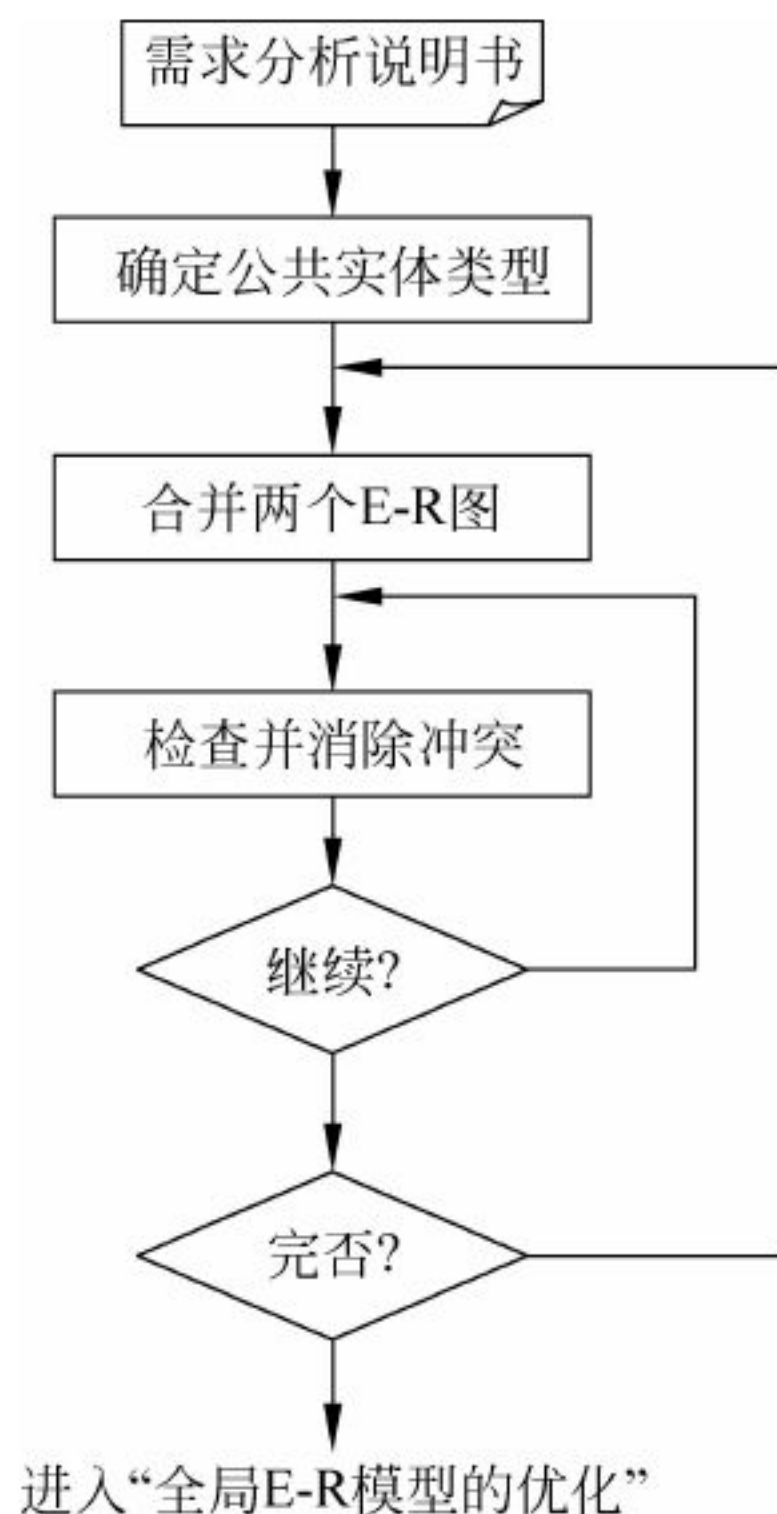 需求分析说明书
确定公共实体类型
合并两个E-R图
检查并消除冲突
继续?
完否?
进入“全局E-R模型的优化”